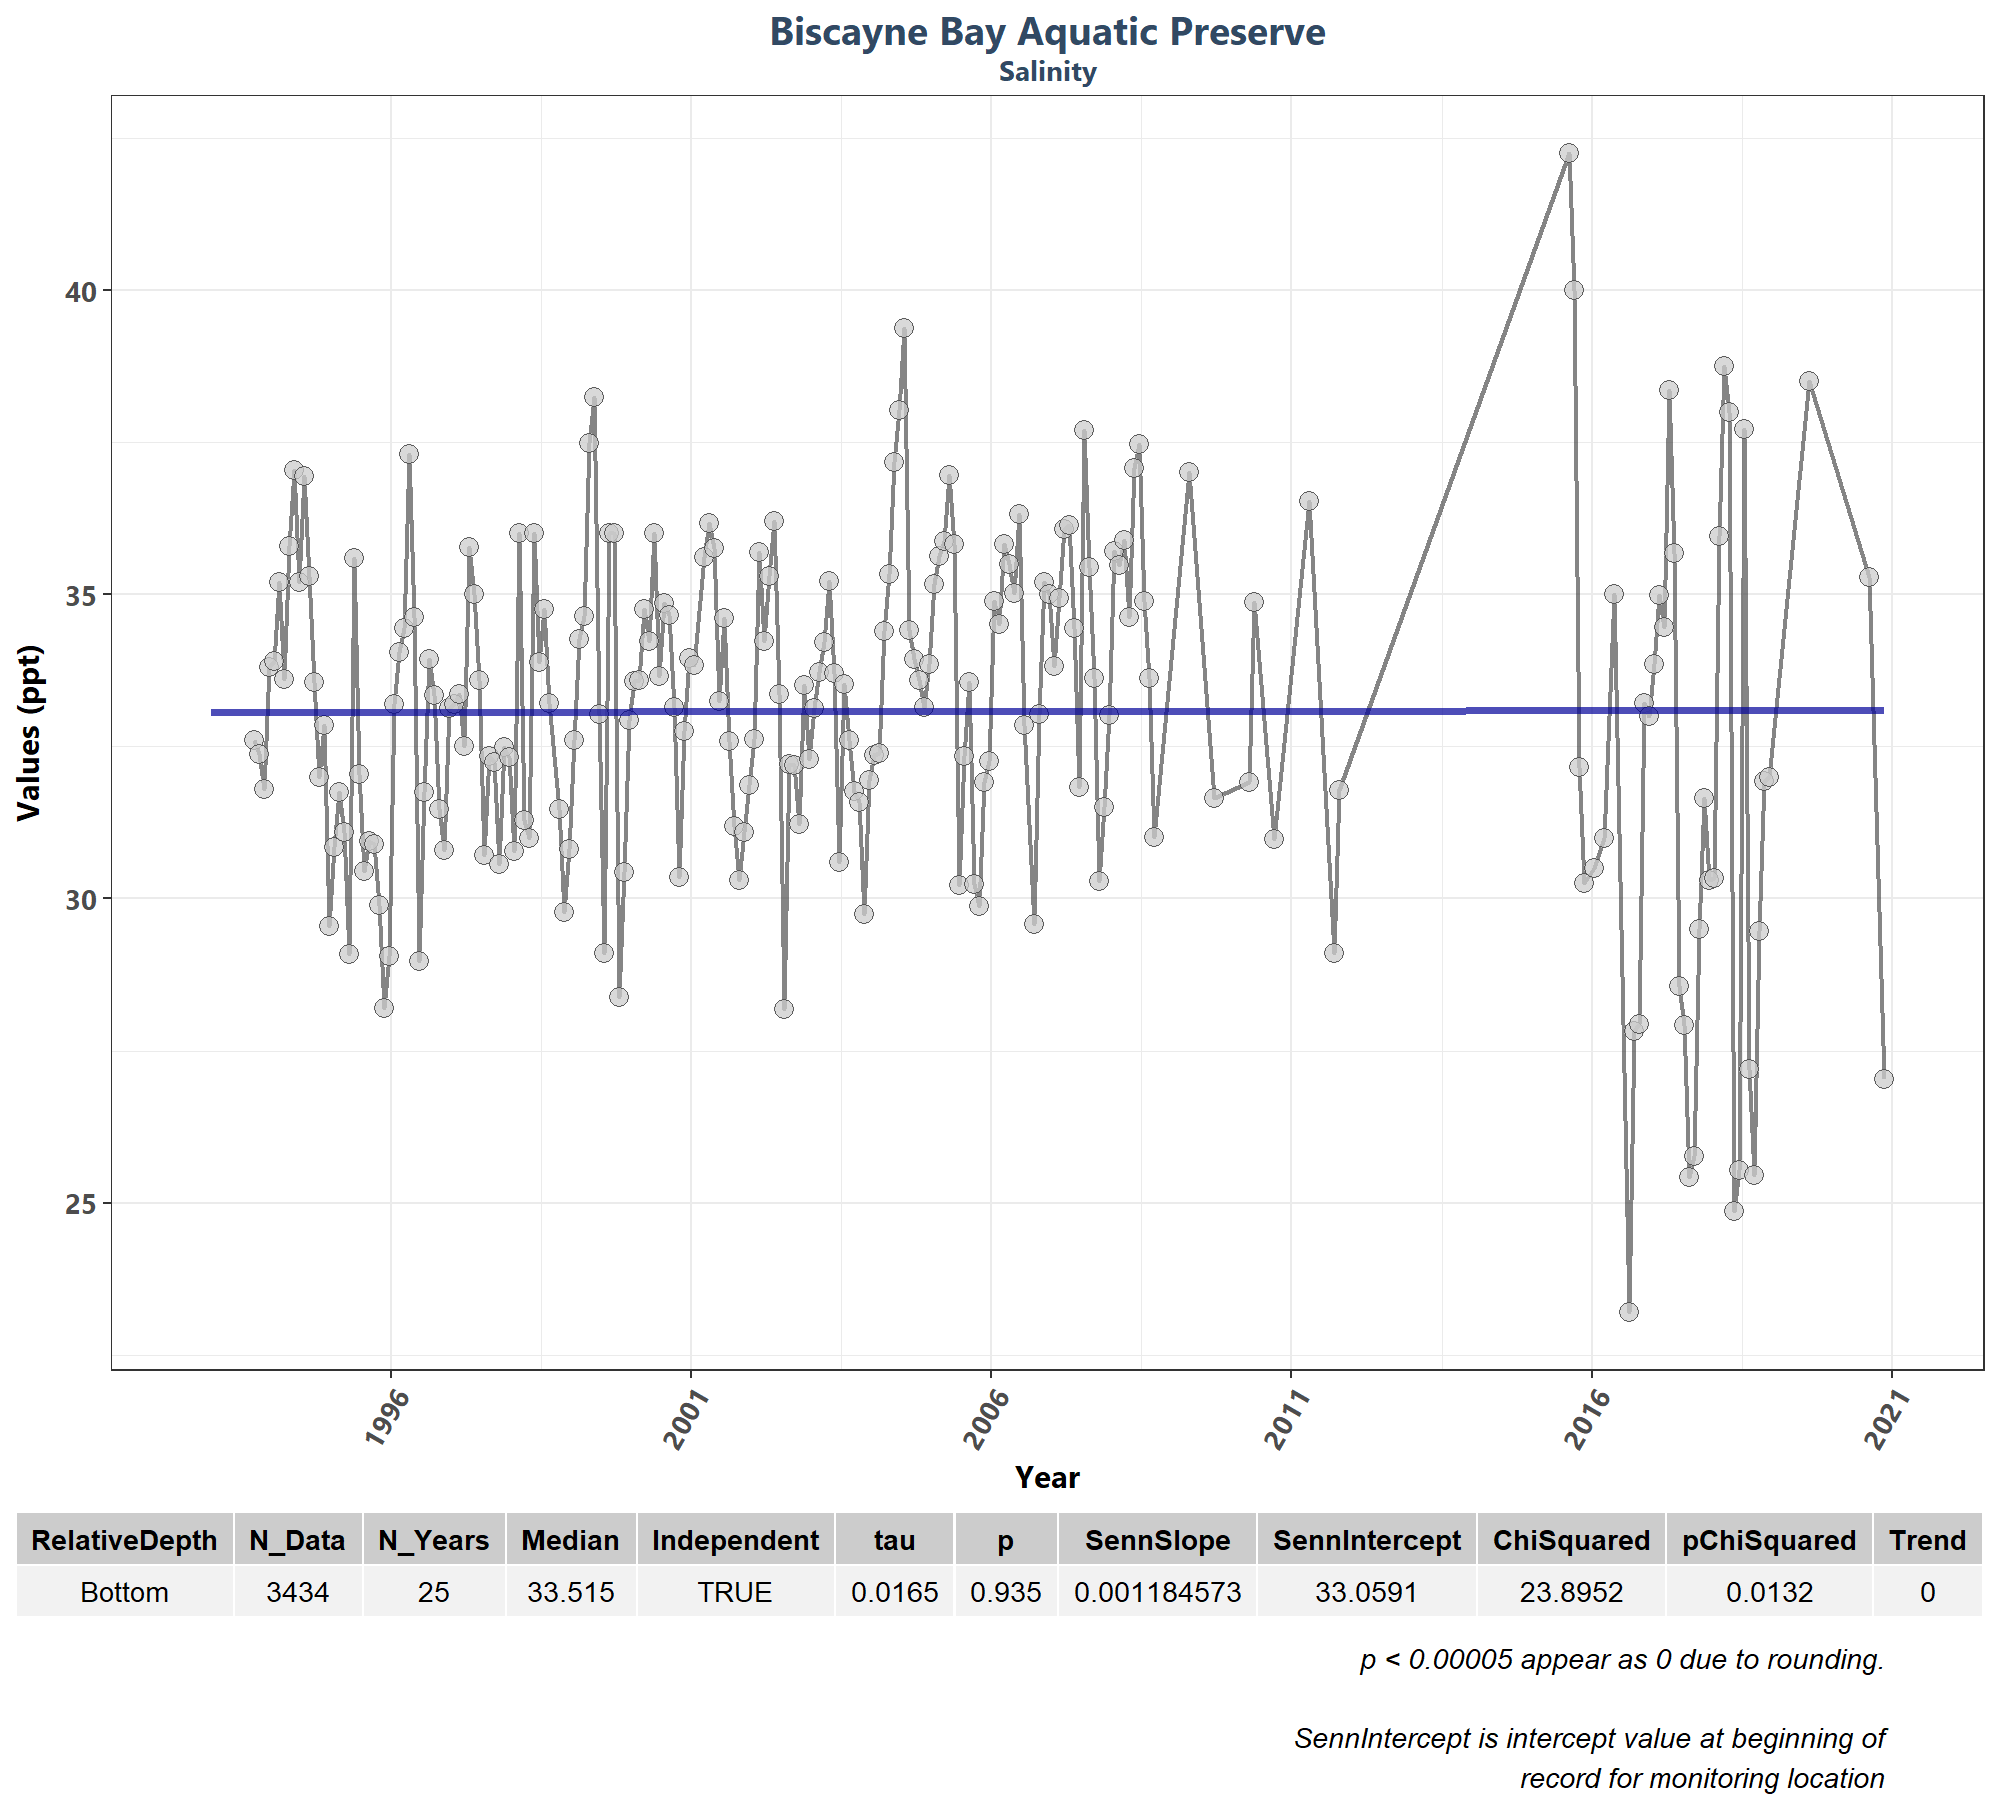 Biscayne Bay Aquatic Preserve
Salinity
Values (ppt)
40
35
30
25
1996 2001 2006 2011 2016 2021
Year
RelativeDepth N_Data N_Years Median Independent tau p SennSlope SennIntercept ChiSquared pChiSquared Trend
Bottom 3434 25 33.515 TRUE 0.0165 0.935 0.001184573 33.0591 23.8952 0.0132 0
p < 0.00005 appear as 0 due to rounding.
SennIntercept is intercept value at beginning of
record for monitoring location